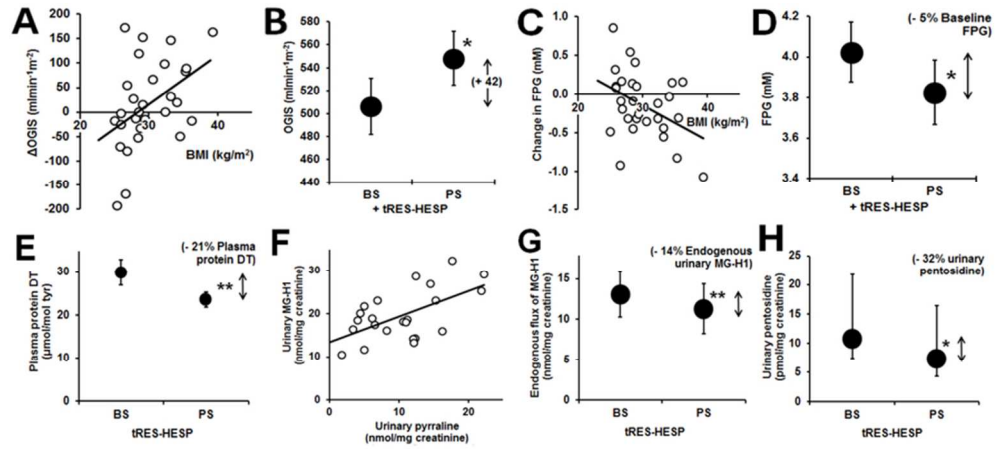 A
200
150
100
50
0
-50
-100
-150
-200
20
30
40
ΔOGIS (mlmin-1m-2)
BMI (kg/m2)
B
580
560
540
520
500
480
460
440
OGIS (mlmin-1m-2)
*
(+ 42)
BS
PS
+ tRES-HESP
C
1.0
0.5
0.0
-0.5
-1.0
-1.5
20
30
40
Change in FPG (mM)
BMI (kg/m2)
D
4.2
4.0
3.8
3.6
3.4
FPG (mM)
(- 5% Baseline
FPG)
*
BS
PS
+ tRES-HESP
E
30
20
10
0
Plasma protein DT
(µmol/mol tyr)
(- 21% Plasma
protein DT)
**
BS
PS
tRES-HESP
F
30
20
10
0
Urinary MG-H1
(nmol/mg creatinine)
0
10
20
Urinary pyrraline
(nmol/mg creatinine)
G
15
10
5
0
Endogenous flux of MG-H1
(nmol/mg creatinine)
(- 14% Endogenous
urinary MG-H1)
**
BS
PS
tRES-HESP
H
25
20
15
10
5
0
Urinary pentosidine
(pmol/mg creatinine)
(- 32% urinary
pentosidine)
*
BS
PS
tRES-HESP